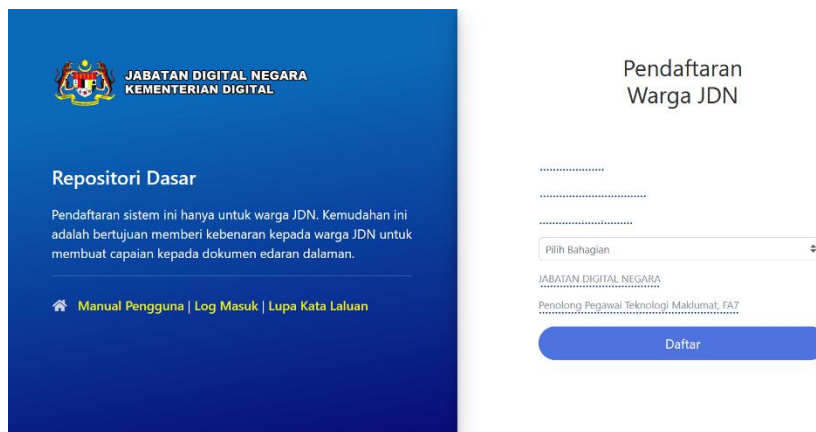 JABATAN DIGITAL NEGARA
KEMENTERIAN DIGITAL
Repositori Dasar
Pendaftaran sistem ini hanya untuk warga JDN. Kemudahan ini
adalah bertujuan memberi kebenaran kepada warga JDN untuk
membuat capaian kepada dokumen edaran dalaman.
Manual Pengguna | Log Masuk | Lupa Kata Laluan
Pendaftaran
Warga JDN
Pilih Bahagian
JABATAN DIGITAL NEGARA
Penolong Pegawai Teknologi Maklumat, FA7
Daftar